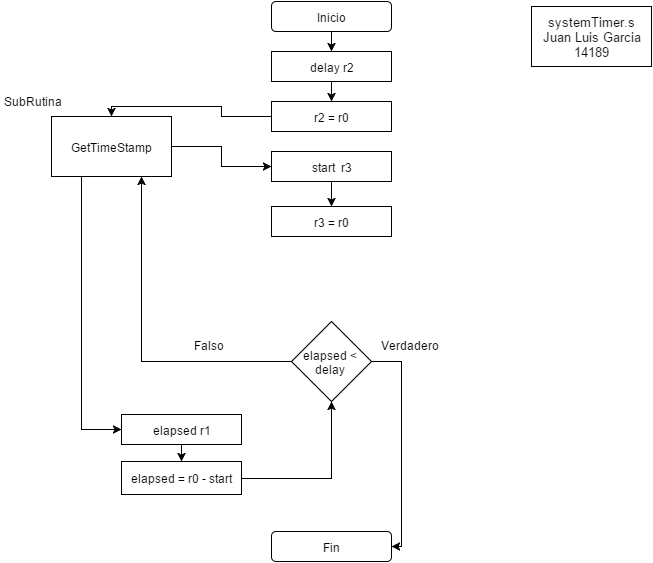 Inicio
systemTimer.s
Juan Luis Garcia
14189
delay r2
SubRutina
r2 = r0
GetTimeStamp
start r3
r3 = r0
Falso
elapsed <
delay
Verdadero
elapsed r1
elapsed = r0 - start
Fin